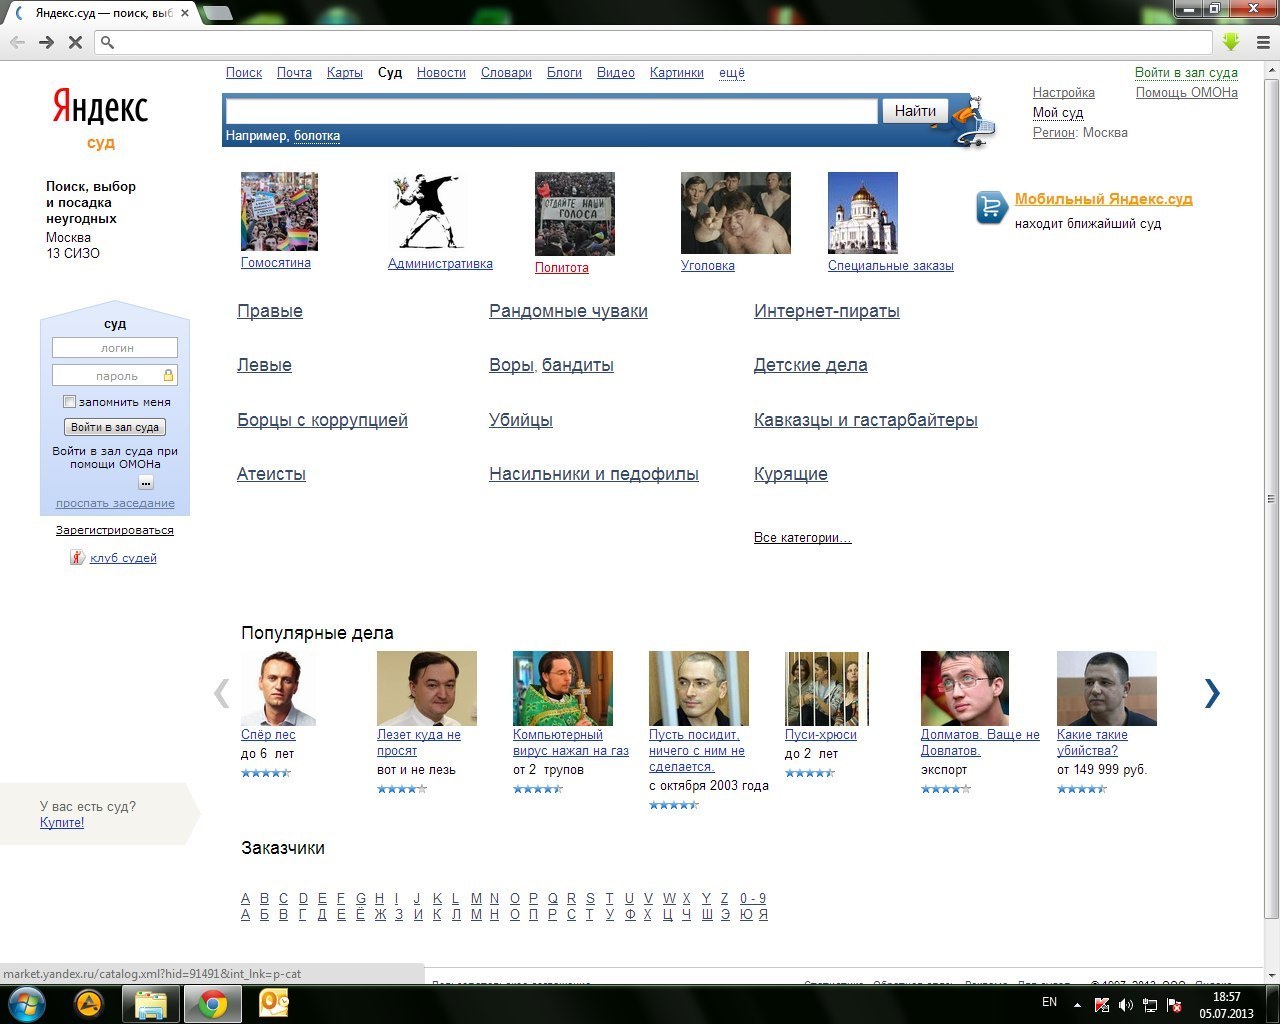 Яндекс.суд — поиск, выб
Поиск Почта Карты Суд Новости Словари Блоги Видео Картинки ещё
Войти в зал суда
Настройка Помощь ОМОНа
Мой суд
Регион: Москва
Яндекс
суд
Найти
Например, болотка
Поиск, выбор
и посадка
неугодных
Москва
13 СИЗО
ОТДАЙТЕ НАШИ
ГОЛОСА
Гомосятина Административка Политота Уголовка Специальные заказы
Мобильный Яндекс.суд
находит ближайший суд
суд
логин
пароль
запомнить меня
Войти в зал суда
Войти в зал суда при
помощи ОМОНа
...
проспать заседание
Зарегистрироваться
клуб судей
Правые Рандомные чуваки Интернет-пираты
Левые Воры, бандиты Детские дела
Борцы с коррупцией Убийцы Кавказцы и гастарбайтеры
Атеисты Насильники и педофилы Курящие
Все категории...
Популярные дела
Спёр лес
до 6 лет
Лезет куда не
просят
вот и не лезь
Компьютерный
вирус нажал на газ
от 2 трупов
Пусть посидит,
ничего с ним не
сделается.
с октября 2003 года
Пуси-хрюси
до 2 лет
Долматов. Ваще не
Довлатов.
экспорт
Какие такие
убийства?
от 149 999 руб.
У вас есть суд?
Купите!
Заказчики
A B C D E F G H I J K L M N O P Q R S T U V W X Y Z 0 - 9
А Б В Г Д Е Ё Ж З И К Л М Н О П Р С Т У Ф Х Ц Ч Ш Э Ю Я
market.yandex.ru/catalog.xml?hid=91491&int_lnk=p-cat
EN
18:57
05.07.2013